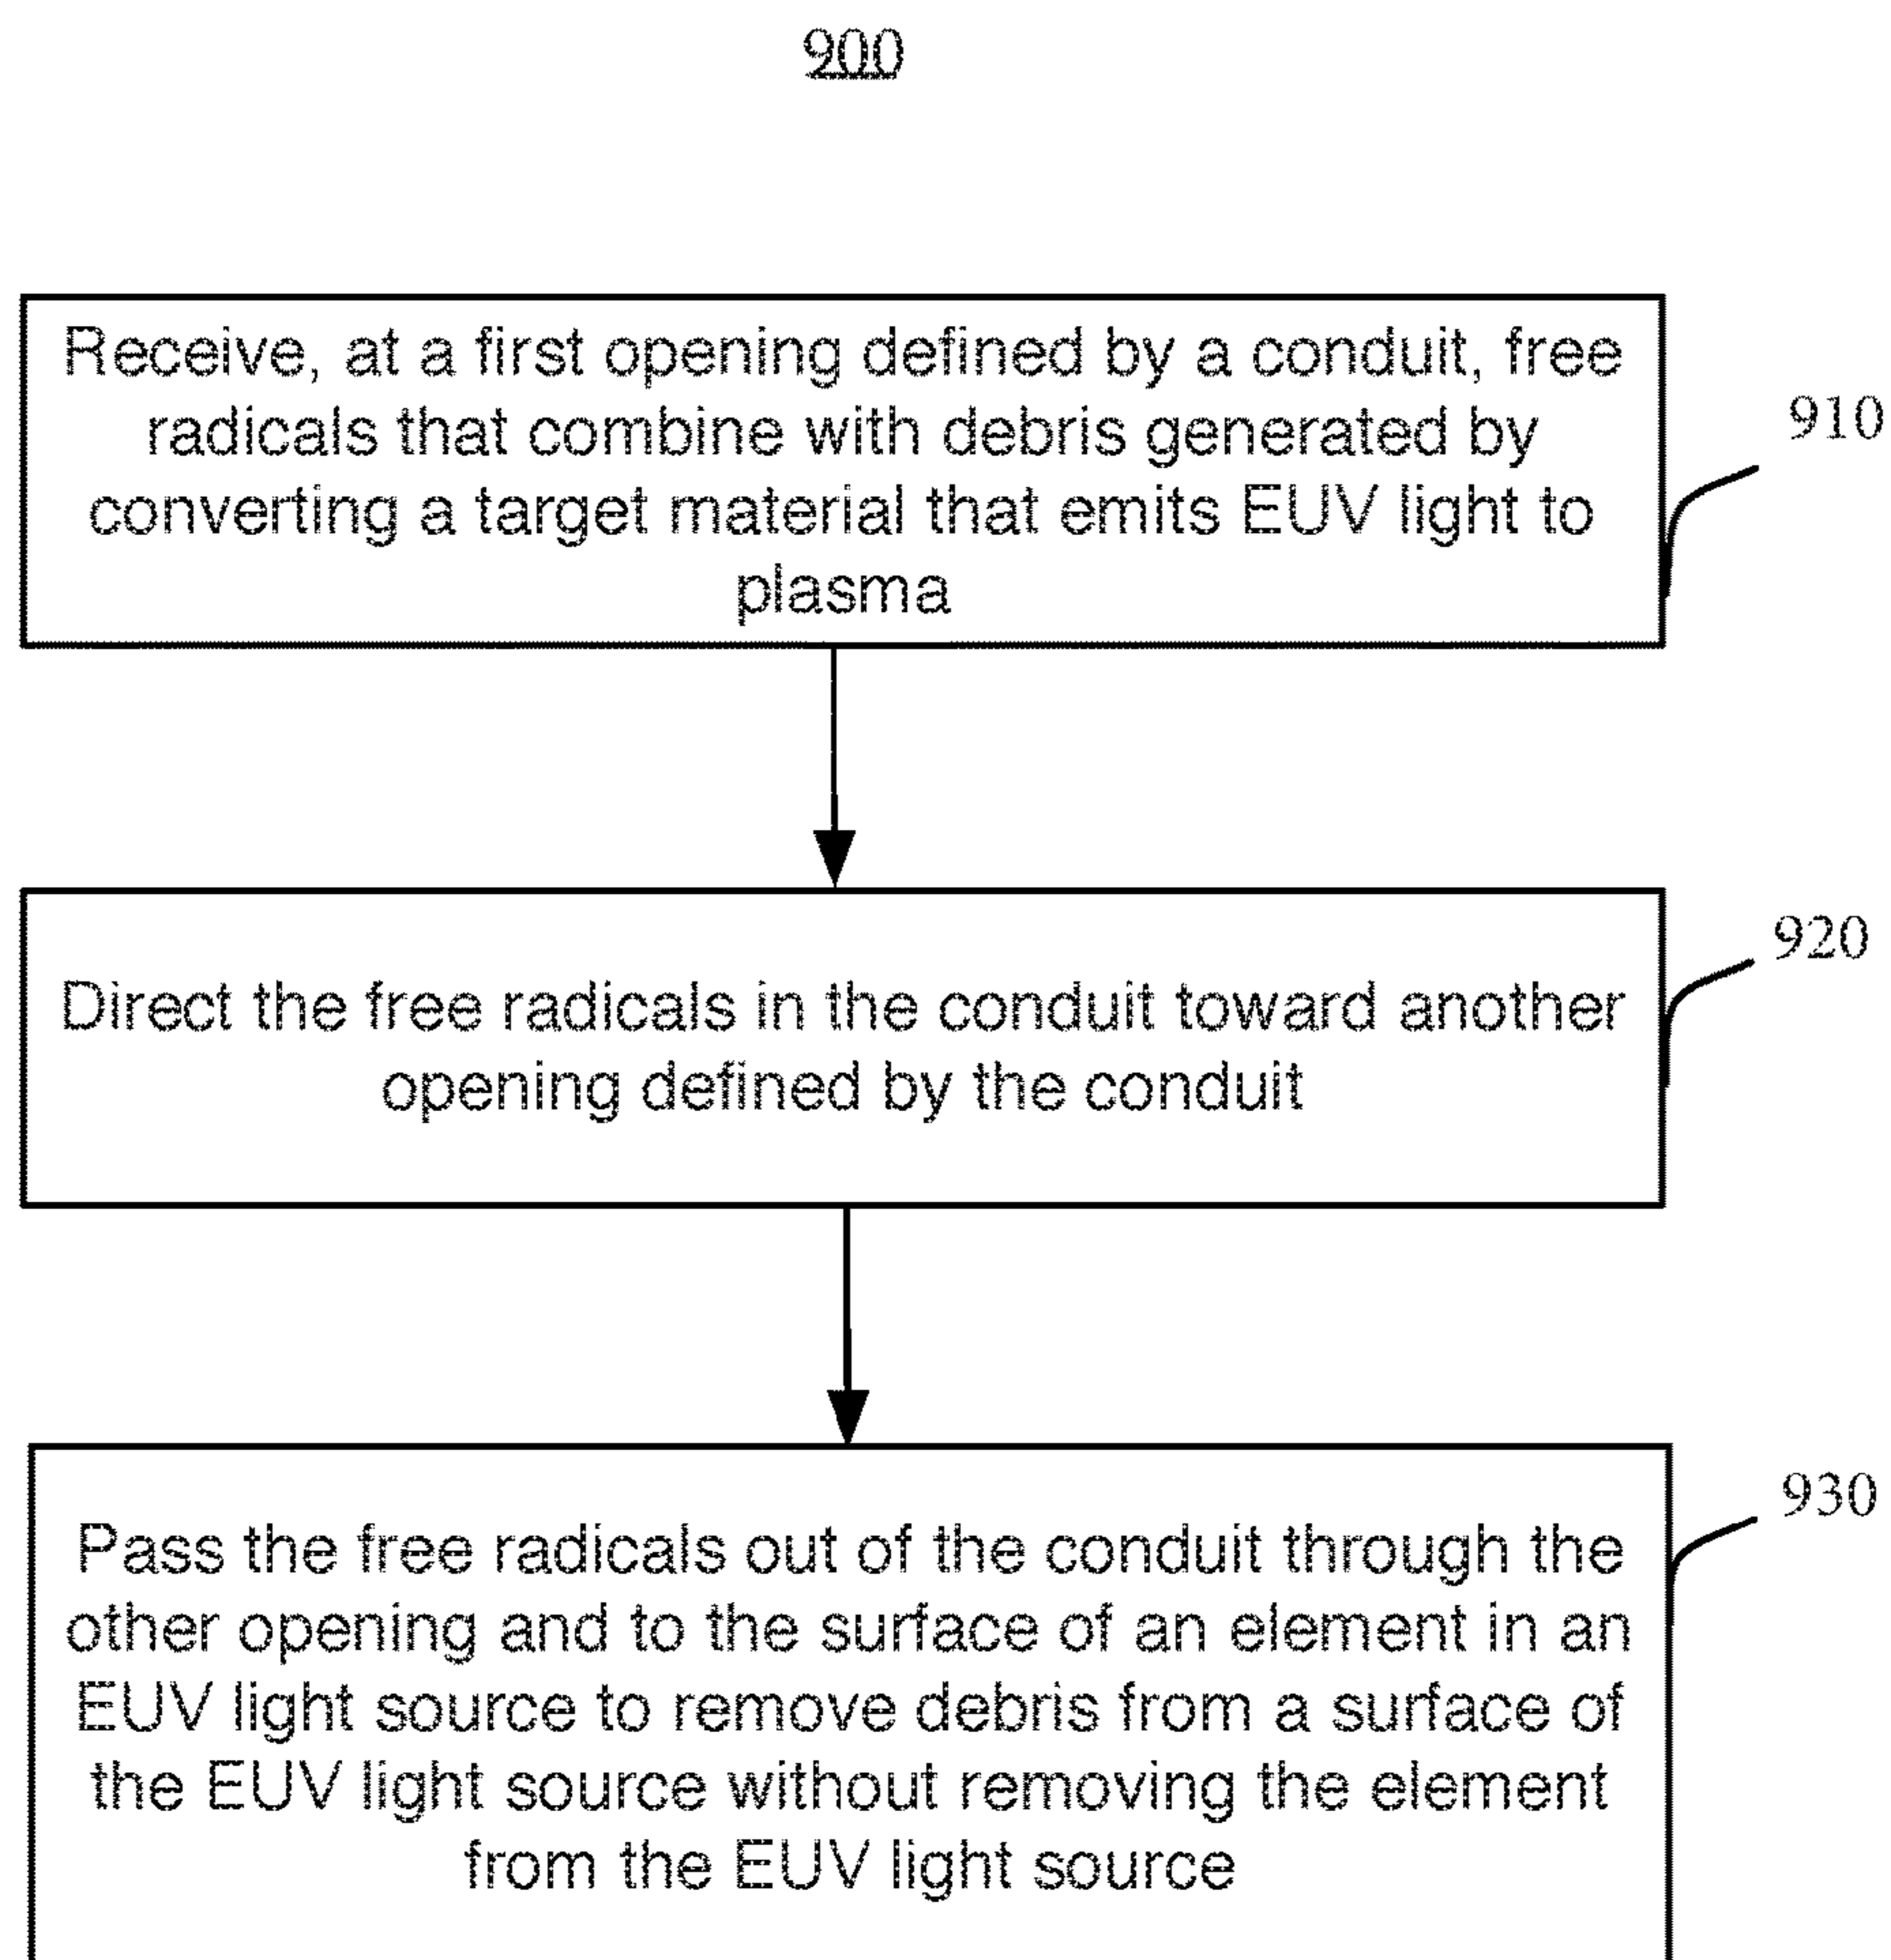 900
Receive, at a first opening defined by a conduit, free
radicals that combine with debris generated by
converting a target material that emits EUV light to
plasma
910
Direct the free radicals in the conduit toward another
opening defined by the conduit
920
Pass the free radicals out of the conduit through the
other opening and to the surface of an element in an
EUV light source to remove debris from a surface of
the EUV light source without removing the element
from the EUV light source
930